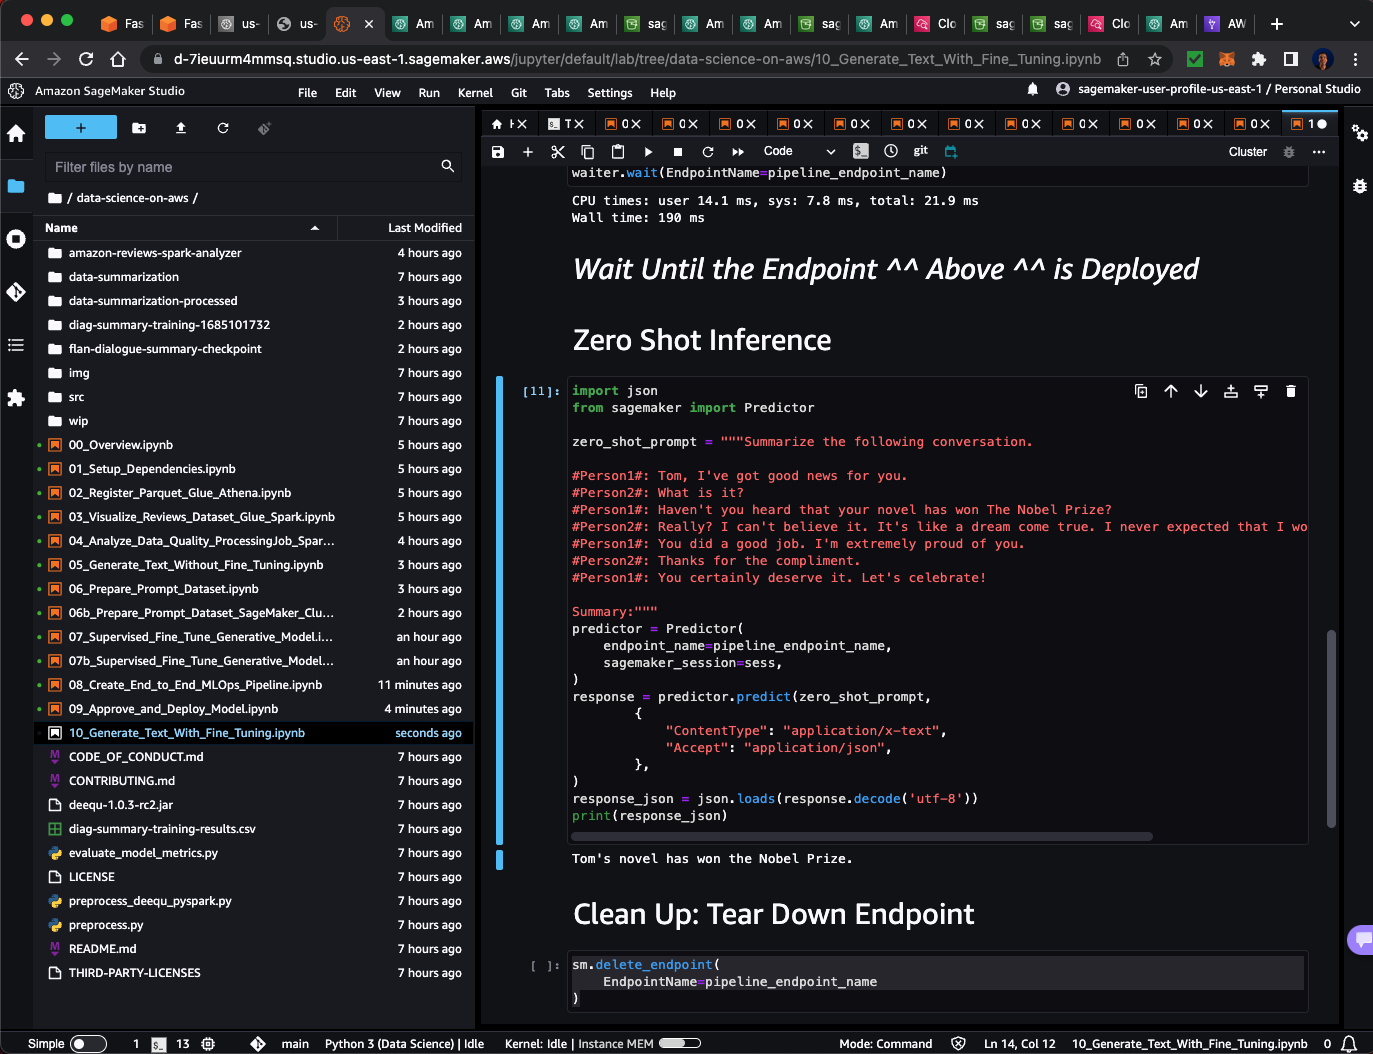 Fas
Fas
us-
us-
Am
Am
Am
Am
sag
Am
Am
sag
Am
Clo
sag
sag
Clo
Am
AW
d-7ieuurm4mmsq.studio.us-east-1.sagemaker.aws/jupyter/default/lab/tree/data-science-on-aws/10_Generate_Text_With_Fine_Tuning.ipynb
Amazon SageMaker Studio
File Edit View Run Kernel Git Tabs Settings Help
sagemaker-user-profile-us-east-1 / Personal Studio
Filter files by name
/ data-science-on-aws /
Name Last Modified
amazon-reviews-spark-analyzer 4 hours ago
data-summarization 7 hours ago
data-summarization-processed 3 hours ago
diag-summary-training-1685101732 2 hours ago
flan-dialogue-summary-checkpoint 2 hours ago
img 7 hours ago
src 7 hours ago
wip 7 hours ago
00_Overview.ipynb 5 hours ago
01_Setup_Dependencies.ipynb 5 hours ago
02_Register_Parquet_Glue_Athena.ipynb 5 hours ago
03_Visualize_Reviews_Dataset_Glue_Spark.ipynb 5 hours ago
04_Analyze_Data_Quality_ProcessingJob_Spar... 4 hours ago
05_Generate_Text_Without_Fine_Tuning.ipynb 3 hours ago
06_Prepare_Prompt_Dataset.ipynb 3 hours ago
06b_Prepare_Prompt_Dataset_SageMaker_Clu... 2 hours ago
07_Supervised_Fine_Tune_Generative_Model.i... an hour ago
07b_Supervised_Fine_Tune_Generative_Model... an hour ago
08_Create_End_to_End_MLOps_Pipeline.ipynb 11 minutes ago
09_Approve_and_Deploy_Model.ipynb 4 minutes ago
10_Generate_Text_With_Fine_Tuning.ipynb seconds ago
CODE_OF_CONDUCT.md 7 hours ago
CONTRIBUTING.md 7 hours ago
deequ-1.0.3-rc2.jar 7 hours ago
diag-summary-training-results.csv 7 hours ago
evaluate_model_metrics.py 7 hours ago
LICENSE 7 hours ago
preprocess_deequ_pyspark.py 7 hours ago
preprocess.py 7 hours ago
README.md 7 hours ago
THIRD-PARTY-LICENSES 7 hours ago
T 0 0 0 0 0 0 0 0 0 0 0 0 1
Code git Cluster
waiter.wait(EndpointName=pipeline_endpoint_name)
CPU times: user 14.1 ms, sys: 7.8 ms, total: 21.9 ms
Wall time: 190 ms
Wait Until the Endpoint ^^ Above ^^ is Deployed
Zero Shot Inference
[11]: import json
from sagemaker import Predictor
zero_shot_prompt = """Summarize the following conversation.
#Person1#: Tom, I've got good news for you.
#Person2#: What is it?
#Person1#: Haven't you heard that your novel has won The Nobel Prize?
#Person2#: Really? I can't believe it. It's like a dream come true. I never expected that I wo
#Person1#: You did a good job. I'm extremely proud of you.
#Person2#: Thanks for the compliment.
#Person1#: You certainly deserve it. Let's celebrate!
Summary:"""
predictor = Predictor(
endpoint_name=pipeline_endpoint_name,
sagemaker_session=sess,
)
response = predictor.predict(zero_shot_prompt,
{
"ContentType": "application/x-text",
"Accept": "application/json",
},
)
response_json = json.loads(response.decode('utf-8'))
print(response_json)
Tom's novel has won the Nobel Prize.
Clean Up: Tear Down Endpoint
[ ]: sm.delete_endpoint(
EndpointName=pipeline_endpoint_name
)
Simple 1 13 main Python 3 (Data Science) | Idle Kernel: Idle | Instance MEM Mode: Command Ln 14, Col 12 10_Generate_Text_With_Fine_Tuning.ipynb 0